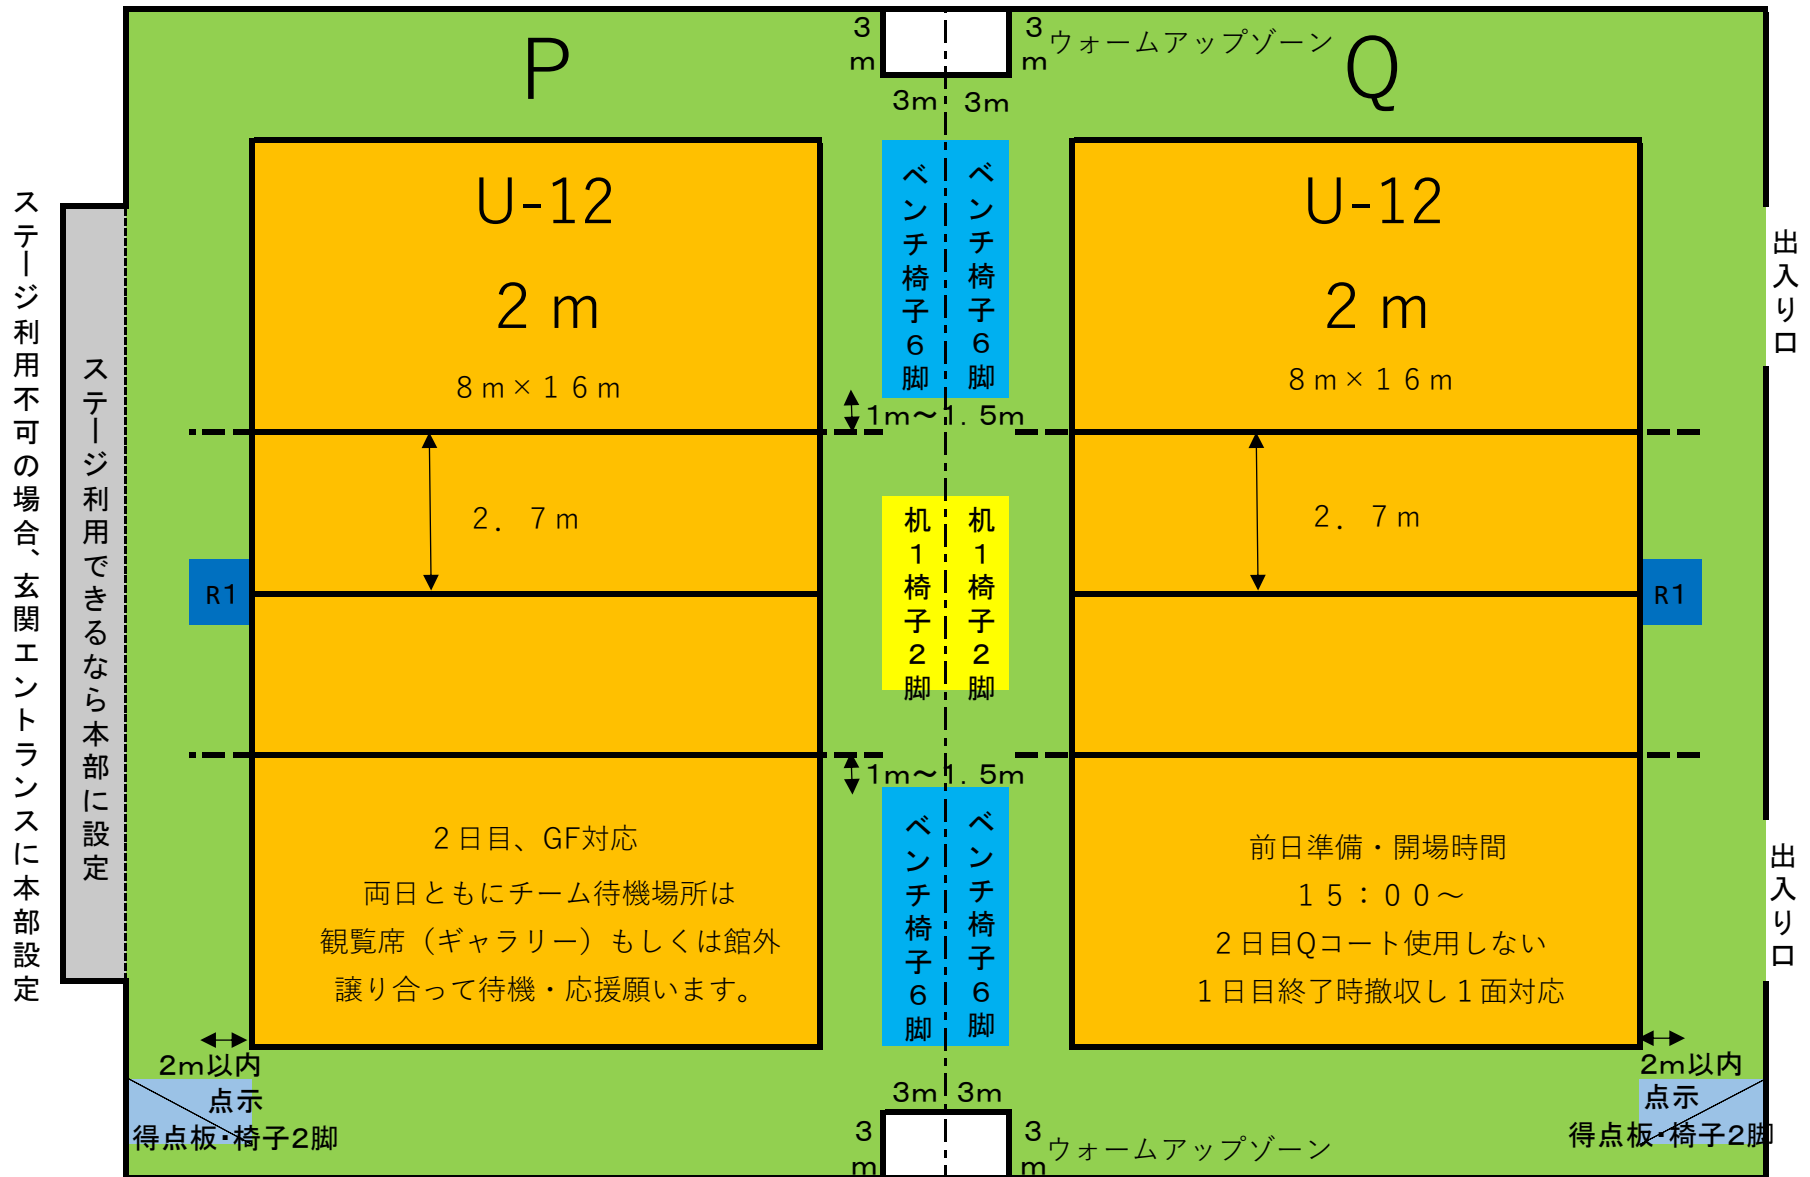 P
Q
3
m
3
m
ウォームアップゾーン
3m
3m
U-12
2 m
8m×16m
U-12
2 m
8m×16m
ベンチ椅子6脚
ベンチ椅子6脚
1m～1.5m
2.7m
2.7m
机1椅子2脚
机1椅子2脚
R1
R1
1m～1.5m
ベンチ椅子6脚
ベンチ椅子6脚
2日目、GF対応
両日ともにチーム待機場所は
観覧席（ギャラリー）もしくは館外
譲り合って待機・応援願います。
前日準備・開場時間
15：00～
2日目Qコート使用しない
1日目終了時撤収し1面対応
ステージ利用不可の場合、玄関エントランスに本部設定
ステージ利用できるなら本部に設定
出入り口
出入り口
2m以内
点示
得点板・椅子2脚
2m以内
点示
得点板・椅子2脚
3m
3m
3
m
3
m
ウォームアップゾーン